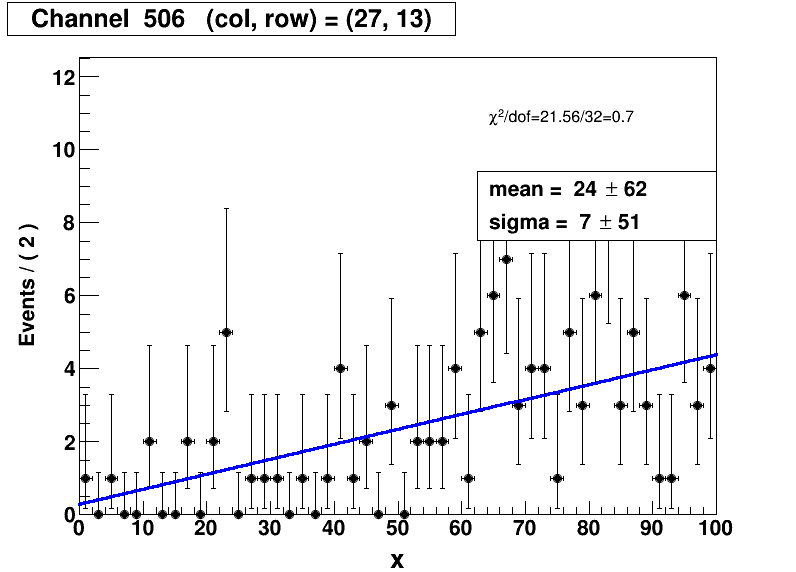 Channel  506   (col, row) = (27, 13)
χ²/dof=21.56/32=0.7
mean =  24 ± 62
sigma =  7 ± 51
Events / ( 2 )
12
10
8
6
4
2
0
0 10 20 30 40 50 60 70 80 90 100
x